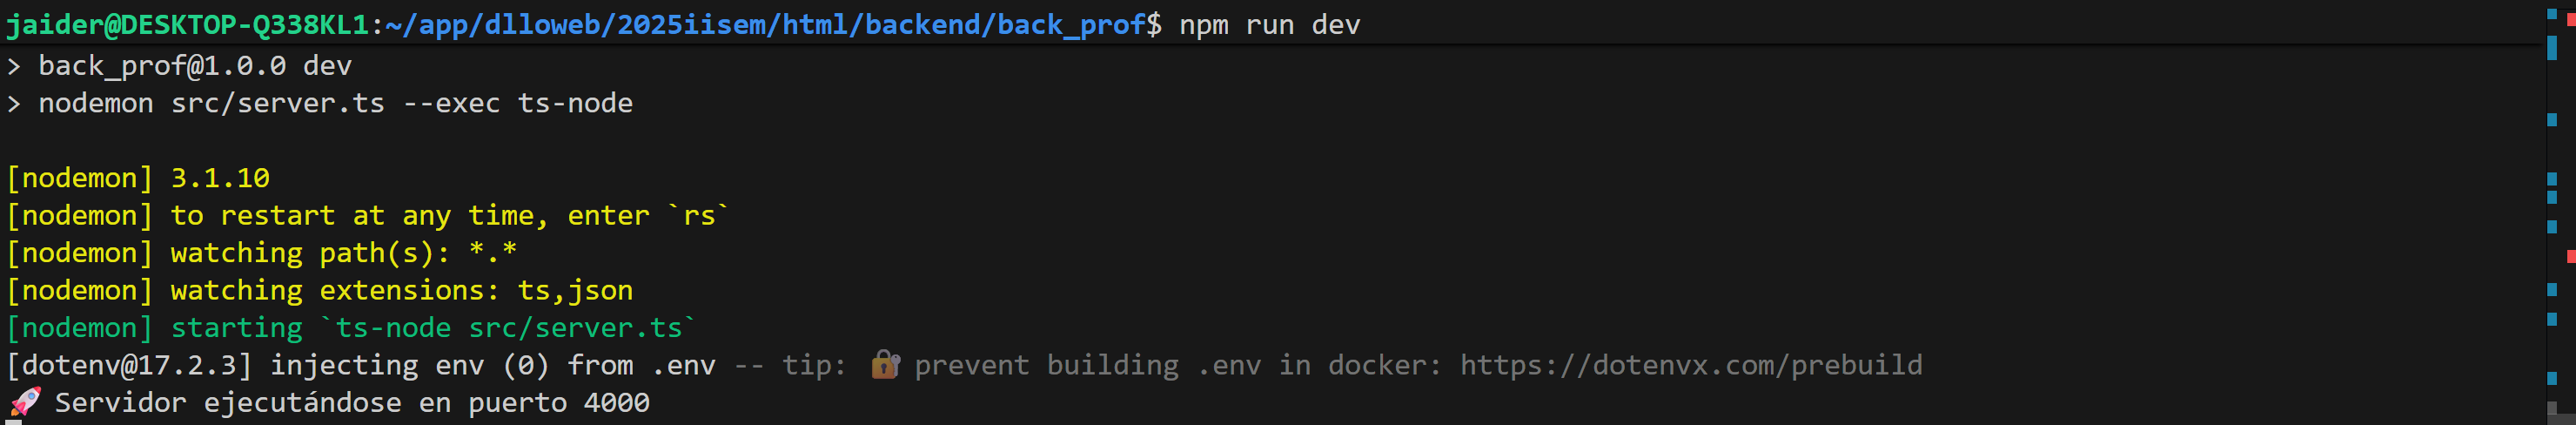 jaider@DESKTOP-Q338KL1:~/app/dlloweb/2025iisem/html/backend/back_prof$ npm run dev
> back_prof@1.0.0 dev
> nodemon src/server.ts --exec ts-node
[nodemon] 3.1.10
[nodemon] to restart at any time, enter `rs`
[nodemon] watching path(s): *.*
[nodemon] watching extensions: ts,json
[nodemon] starting `ts-node src/server.ts`
[dotenv@17.2.3] injecting env (0) from .env -- tip: 🔐 prevent building .env in docker: https://dotenvx.com/prebuild
🚀 Servidor ejecutándose en puerto 4000